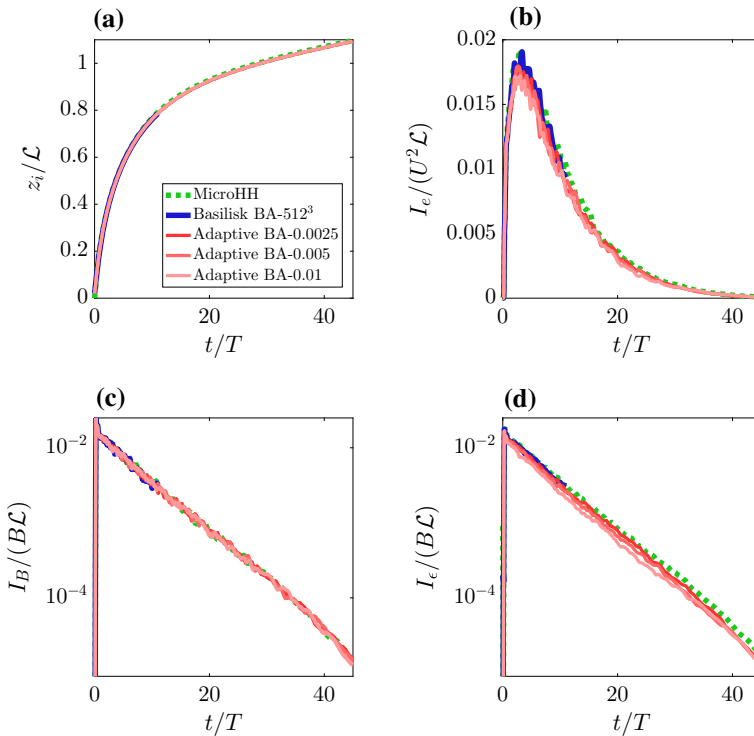 (a)
z_i/ℒ
1
0.8
0.6
0.4
0.2
0
0 20 40
t/T
MicroHH
Basilisk BA-512³
Adaptive BA-0.0025
Adaptive BA-0.005
Adaptive BA-0.01
(b)
I_e/(U²ℒ)
0.02
0.015
0.01
0.005
0
0 20 40
t/T
(c)
I_B/(Bℒ)
10⁻²
10⁻⁴
0 20 40
t/T
(d)
I_ϵ/(Bℒ)
10⁻²
10⁻⁴
0 20 40
t/T